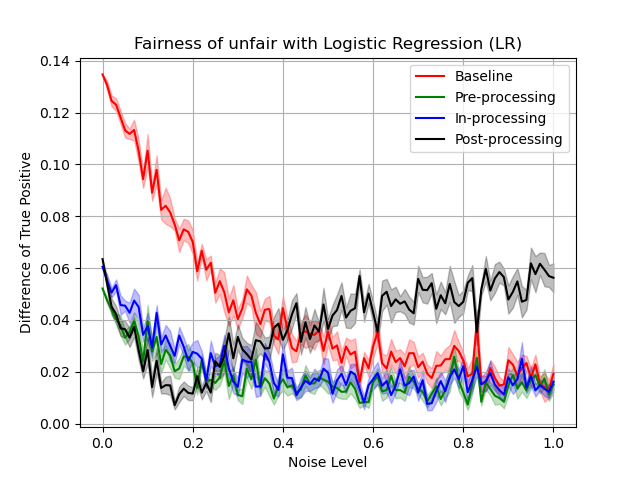 Fairness of unfair with Logistic Regression (LR)
0.14
0.12
0.10
0.08
0.06
0.04
0.02
0.00
Difference of True Positive
Baseline
Pre-processing
In-processing
Post-processing
0.0 0.2 0.4 0.6 0.8 1.0
Noise Level